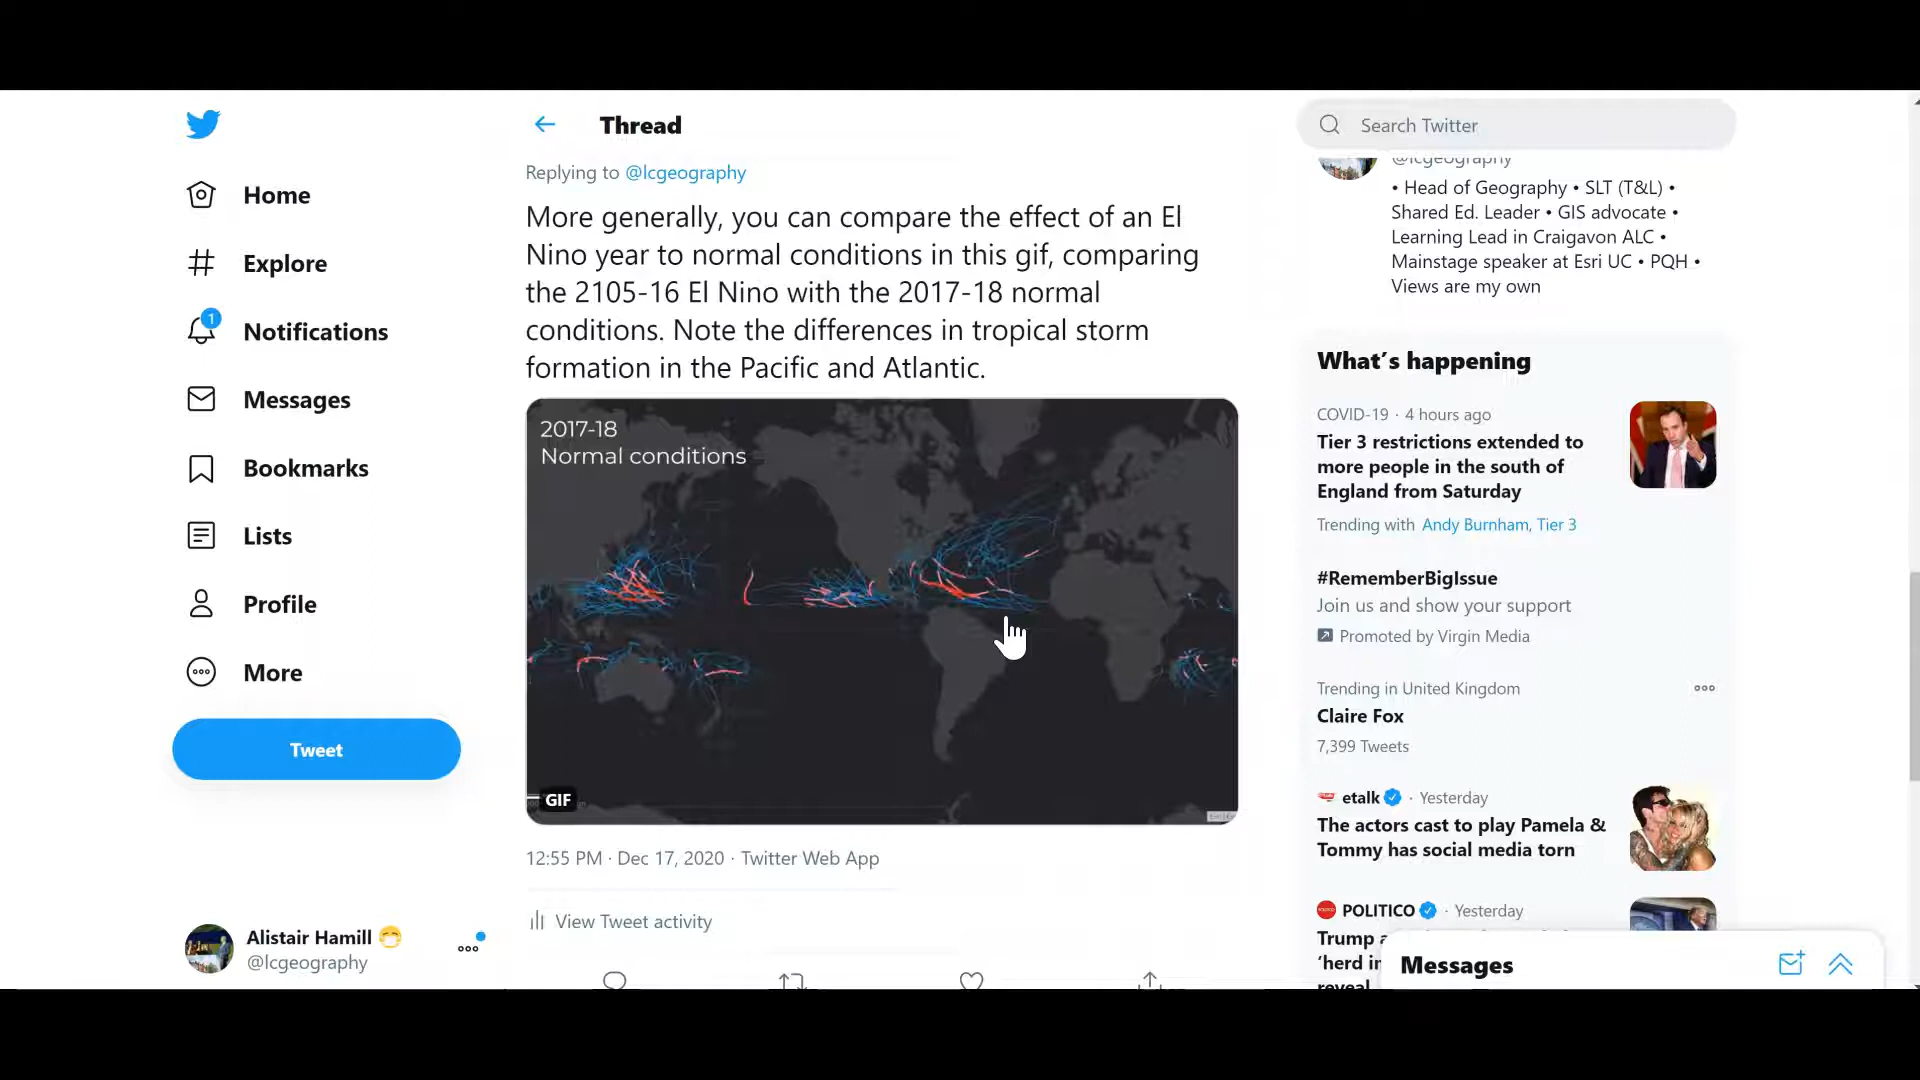 Thread
Search Twitter
Home
Explore
1
Notifications
Messages
Bookmarks
Lists
Profile
More
Tweet
Alistair Hamill
@lcgeography
Replying to @lcgeography
More generally, you can compare the effect of an El
Nino year to normal conditions in this gif, comparing
the 2105-16 El Nino with the 2017-18 normal
conditions. Note the differences in tropical storm
formation in the Pacific and Atlantic.
2017-18
Normal conditions
GIF
12:55 PM · Dec 17, 2020 · Twitter Web App
View Tweet activity
@lcgeography
• Head of Geography • SLT (T&L) •
Shared Ed. Leader • GIS advocate •
Learning Lead in Craigavon ALC •
Mainstage speaker at Esri UC • PQH •
Views are my own
What's happening
COVID-19 · 4 hours ago
Tier 3 restrictions extended to
more people in the south of
England from Saturday
Trending with Andy Burnham, Tier 3
#RememberBigIssue
Join us and show your support
Promoted by Virgin Media
Trending in United Kingdom
Claire Fox
7,399 Tweets
etalk · Yesterday
The actors cast to play Pamela &
Tommy has social media torn
POLITICO · Yesterday
Trump
'herd
reveal
Messages